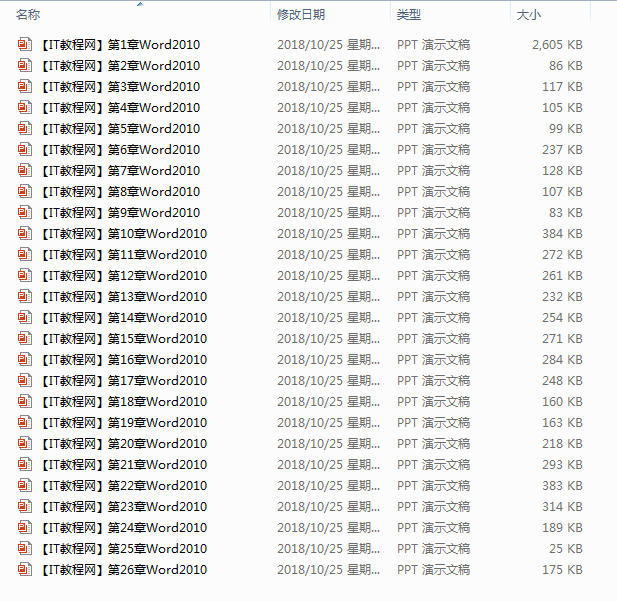 名称 修改日期 类型 大小
【IT教程网】第1章Word2010 2018/10/25 星期... PPT 演示文稿 2,605 KB
【IT教程网】第2章Word2010 2018/10/25 星期... PPT 演示文稿 86 KB
【IT教程网】第3章Word2010 2018/10/25 星期... PPT 演示文稿 117 KB
【IT教程网】第4章Word2010 2018/10/25 星期... PPT 演示文稿 105 KB
【IT教程网】第5章Word2010 2018/10/25 星期... PPT 演示文稿 99 KB
【IT教程网】第6章Word2010 2018/10/25 星期... PPT 演示文稿 237 KB
【IT教程网】第7章Word2010 2018/10/25 星期... PPT 演示文稿 128 KB
【IT教程网】第8章Word2010 2018/10/25 星期... PPT 演示文稿 107 KB
【IT教程网】第9章Word2010 2018/10/25 星期... PPT 演示文稿 83 KB
【IT教程网】第10章Word2010 2018/10/25 星期... PPT 演示文稿 384 KB
【IT教程网】第11章Word2010 2018/10/25 星期... PPT 演示文稿 272 KB
【IT教程网】第12章Word2010 2018/10/25 星期... PPT 演示文稿 261 KB
【IT教程网】第13章Word2010 2018/10/25 星期... PPT 演示文稿 232 KB
【IT教程网】第14章Word2010 2018/10/25 星期... PPT 演示文稿 254 KB
【IT教程网】第15章Word2010 2018/10/25 星期... PPT 演示文稿 271 KB
【IT教程网】第16章Word2010 2018/10/25 星期... PPT 演示文稿 284 KB
【IT教程网】第17章Word2010 2018/10/25 星期... PPT 演示文稿 248 KB
【IT教程网】第18章Word2010 2018/10/25 星期... PPT 演示文稿 160 KB
【IT教程网】第19章Word2010 2018/10/25 星期... PPT 演示文稿 163 KB
【IT教程网】第20章Word2010 2018/10/25 星期... PPT 演示文稿 218 KB
【IT教程网】第21章Word2010 2018/10/25 星期... PPT 演示文稿 293 KB
【IT教程网】第22章Word2010 2018/10/25 星期... PPT 演示文稿 383 KB
【IT教程网】第23章Word2010 2018/10/25 星期... PPT 演示文稿 314 KB
【IT教程网】第24章Word2010 2018/10/25 星期... PPT 演示文稿 189 KB
【IT教程网】第25章Word2010 2018/10/25 星期... PPT 演示文稿 25 KB
【IT教程网】第26章Word2010 2018/10/25 星期... PPT 演示文稿 175 KB